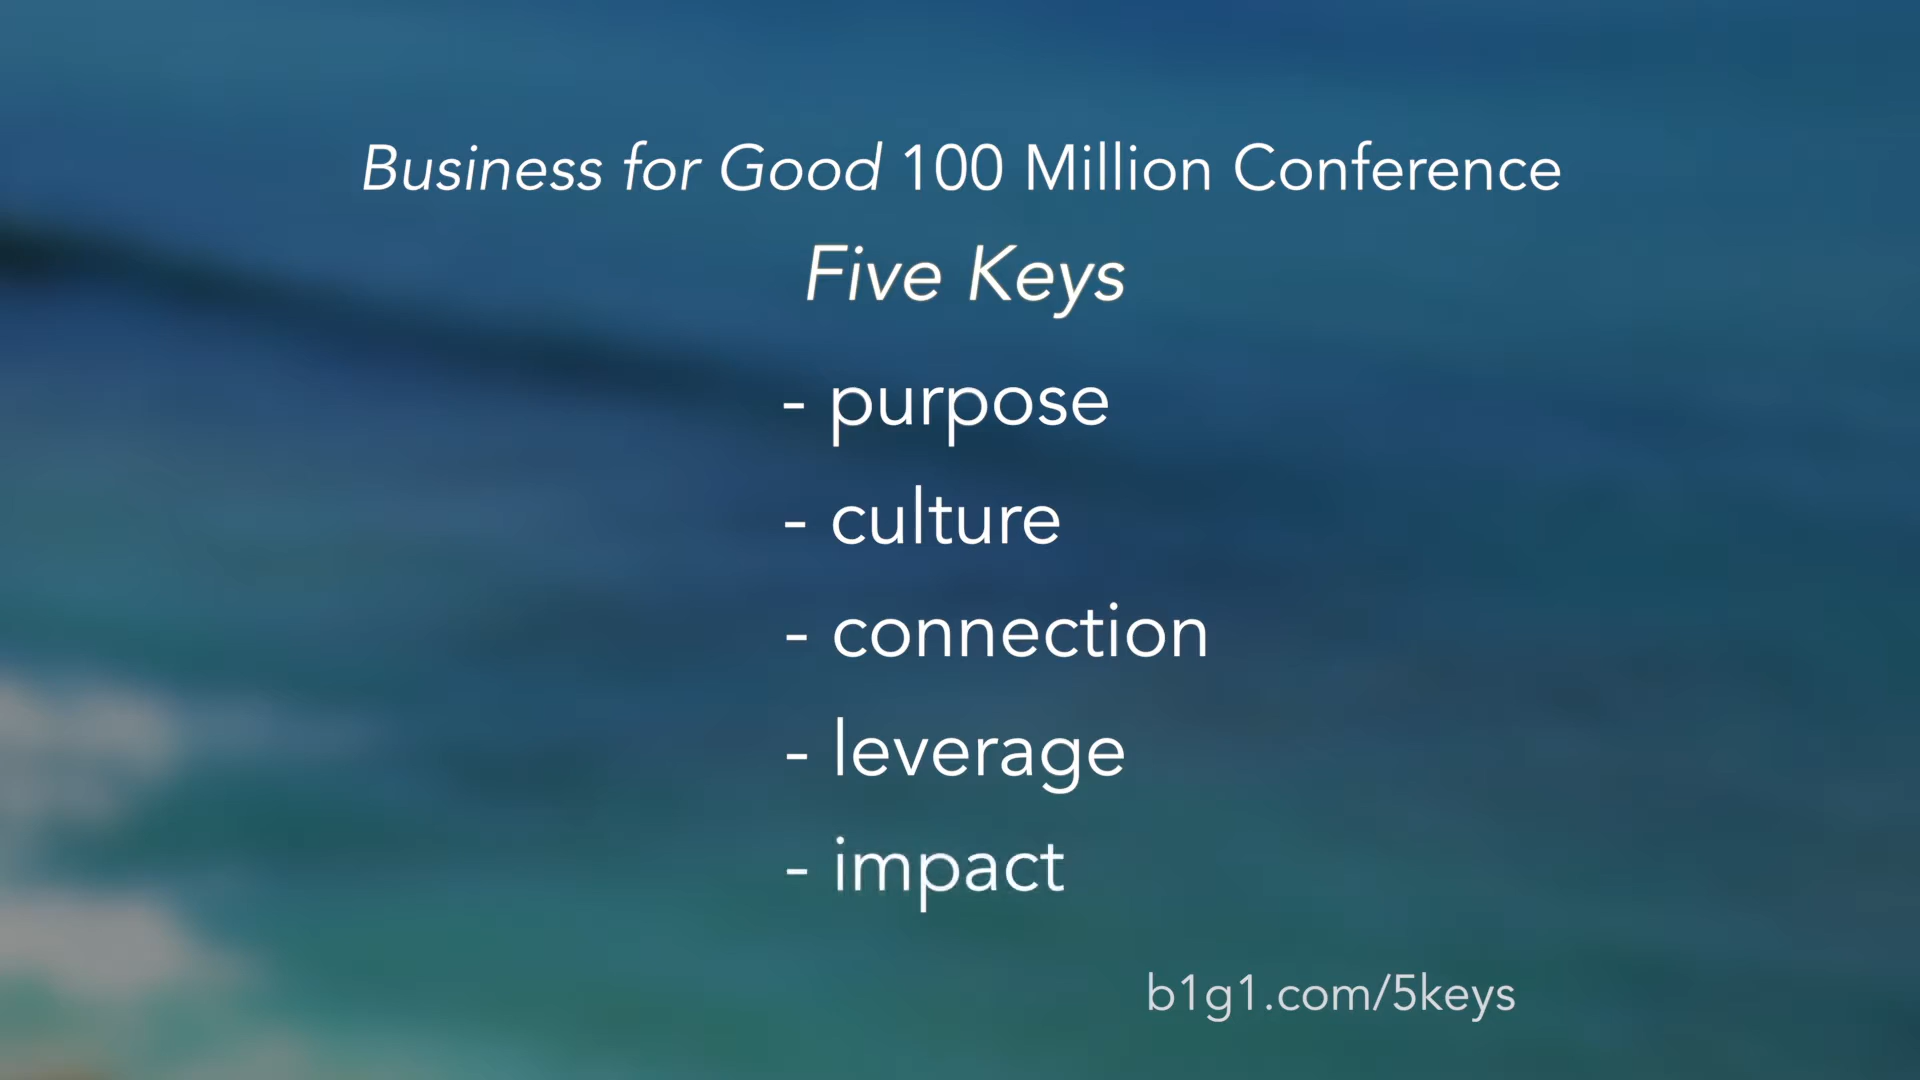 Business for Good 100 Million Conference
Five Keys
- purpose
- culture
- connection
- leverage
- impact
b1g1.com/5keys